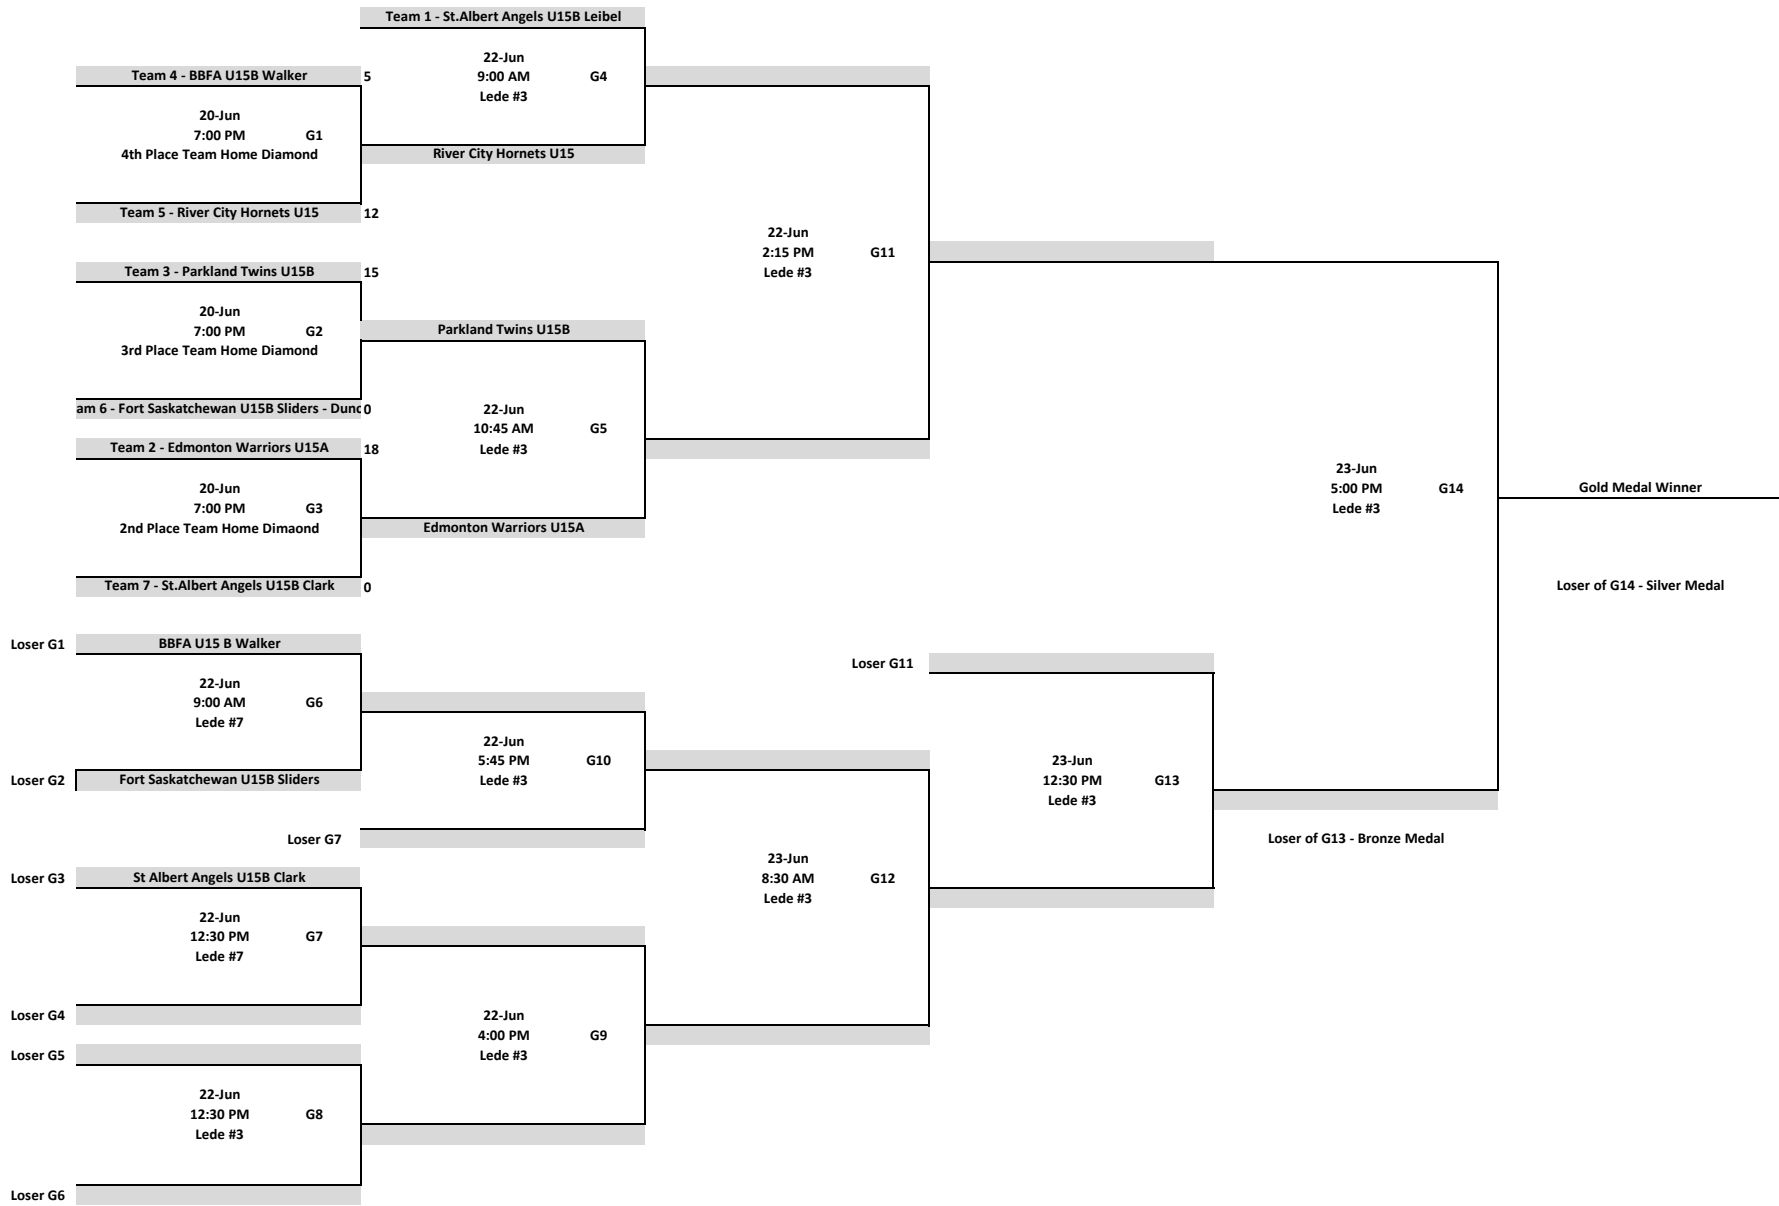 Team 1 - St.Albert Angels U15B Leibel
22-Jun
9:00 AM G4
Lede #3
Team 4 - BBFA U15B Walker 5
20-Jun
7:00 PM G1
4th Place Team Home Diamond
River City Hornets U15
Team 5 - River City Hornets U15 12
22-Jun
2:15 PM G11
Lede #3
Team 3 - Parkland Twins U15B 15
20-Jun
7:00 PM G2
3rd Place Team Home Diamond
Parkland Twins U15B
am 6 - Fort Saskatchewan U15B Sliders - Dunc 0
22-Jun
10:45 AM G5
Lede #3
Team 2 - Edmonton Warriors U15A 18
20-Jun
7:00 PM G3
2nd Place Team Home Dimaond
Edmonton Warriors U15A
23-Jun
5:00 PM G14
Lede #3
Gold Medal Winner
Team 7 - St.Albert Angels U15B Clark 0
Loser of G14 - Silver Medal
Loser G1 BBFA U15 B Walker
22-Jun
9:00 AM G6
Lede #7
Loser G2 Fort Saskatchewan U15B Sliders
Loser G11
22-Jun
5:45 PM G10
Lede #3
23-Jun
12:30 PM G13
Lede #3
Loser G7
Loser of G13 - Bronze Medal
Loser G3 St Albert Angels U15B Clark
23-Jun
8:30 AM G12
Lede #3
22-Jun
12:30 PM G7
Lede #7
Loser G4
22-Jun
4:00 PM G9
Lede #3
Loser G5
22-Jun
12:30 PM G8
Lede #3
Loser G6